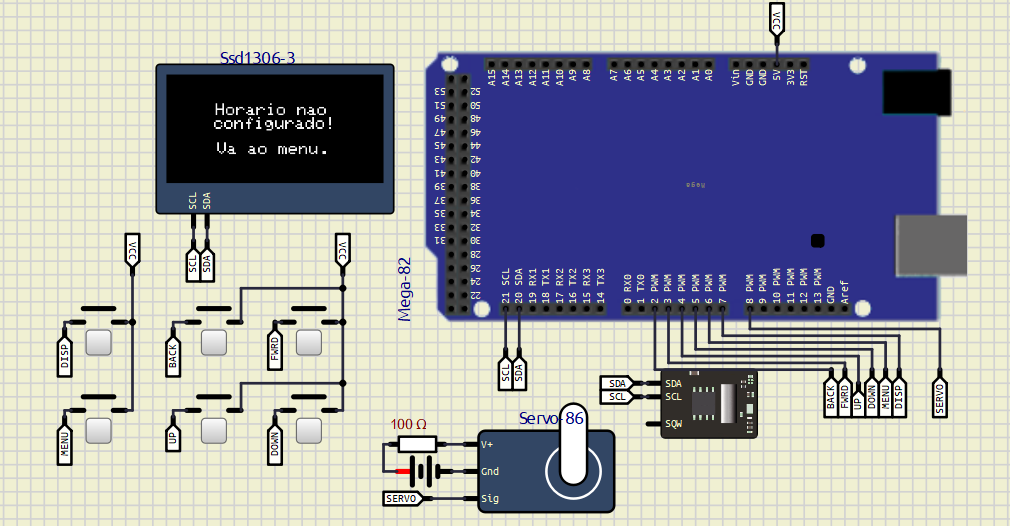 VCC
Ssd1306-3
Horario nao
configurado!
Va ao menu.
SCL SDA
SCL SDA
VCC
VCC
DISP
BACK
FWRD
MENU
UP
DOWN
Mega-82
A15 A14 A13 A12 A11 A10 A9 A8 A7 A6 A5 A4 A3 A2 A1 A0 Vin GND GND 5V 3V3 RST
53 52
51 50
49 48
47 46
45 44
43 42
41 40
39 38
37 36
35 34
33 32
31 30
28
26
24
22
Mega
21 SCL
20 SDA
19 RX1
18 TX1
17 RX2
16 TX2
15 RX3
14 TX3
0 RX0
1 TX0
2 PWM
3 PWM
4 PWM
5 PWM
6 PWM
7 PWM
8 PWM
9 PWM
10 PWM
11 PWM
12 PWM
13 PWM
GND
Aref
SCL SDA
SDA SDA
SCL SCL
SQW
BACK FWRD UP DOWN MENU DISP SERVO
100 Ω
Servo-86
V+
Gnd
SERVO Sig